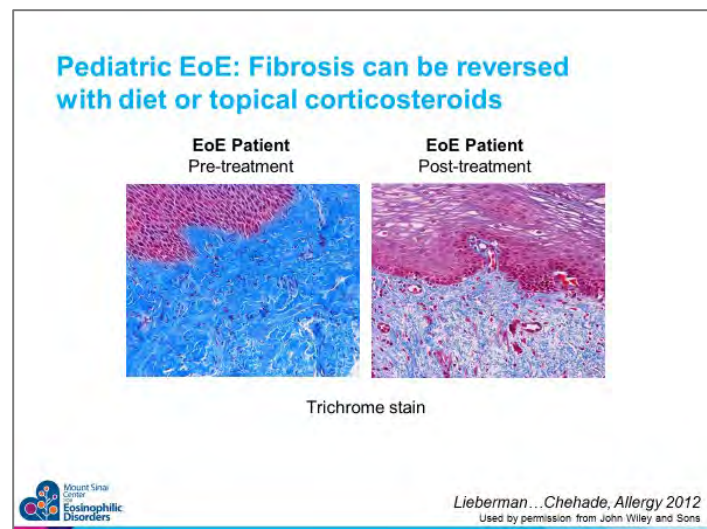 Pediatric EoE: Fibrosis can be reversed
with diet or topical corticosteroids
EoE Patient
Pre-treatment
EoE Patient
Post-treatment
Trichrome stain
Mount Sinai
Center
for
Eosinophilic
Disorders
Lieberman…Chehade, Allergy 2012
Used by permission from John Wiley and Sons